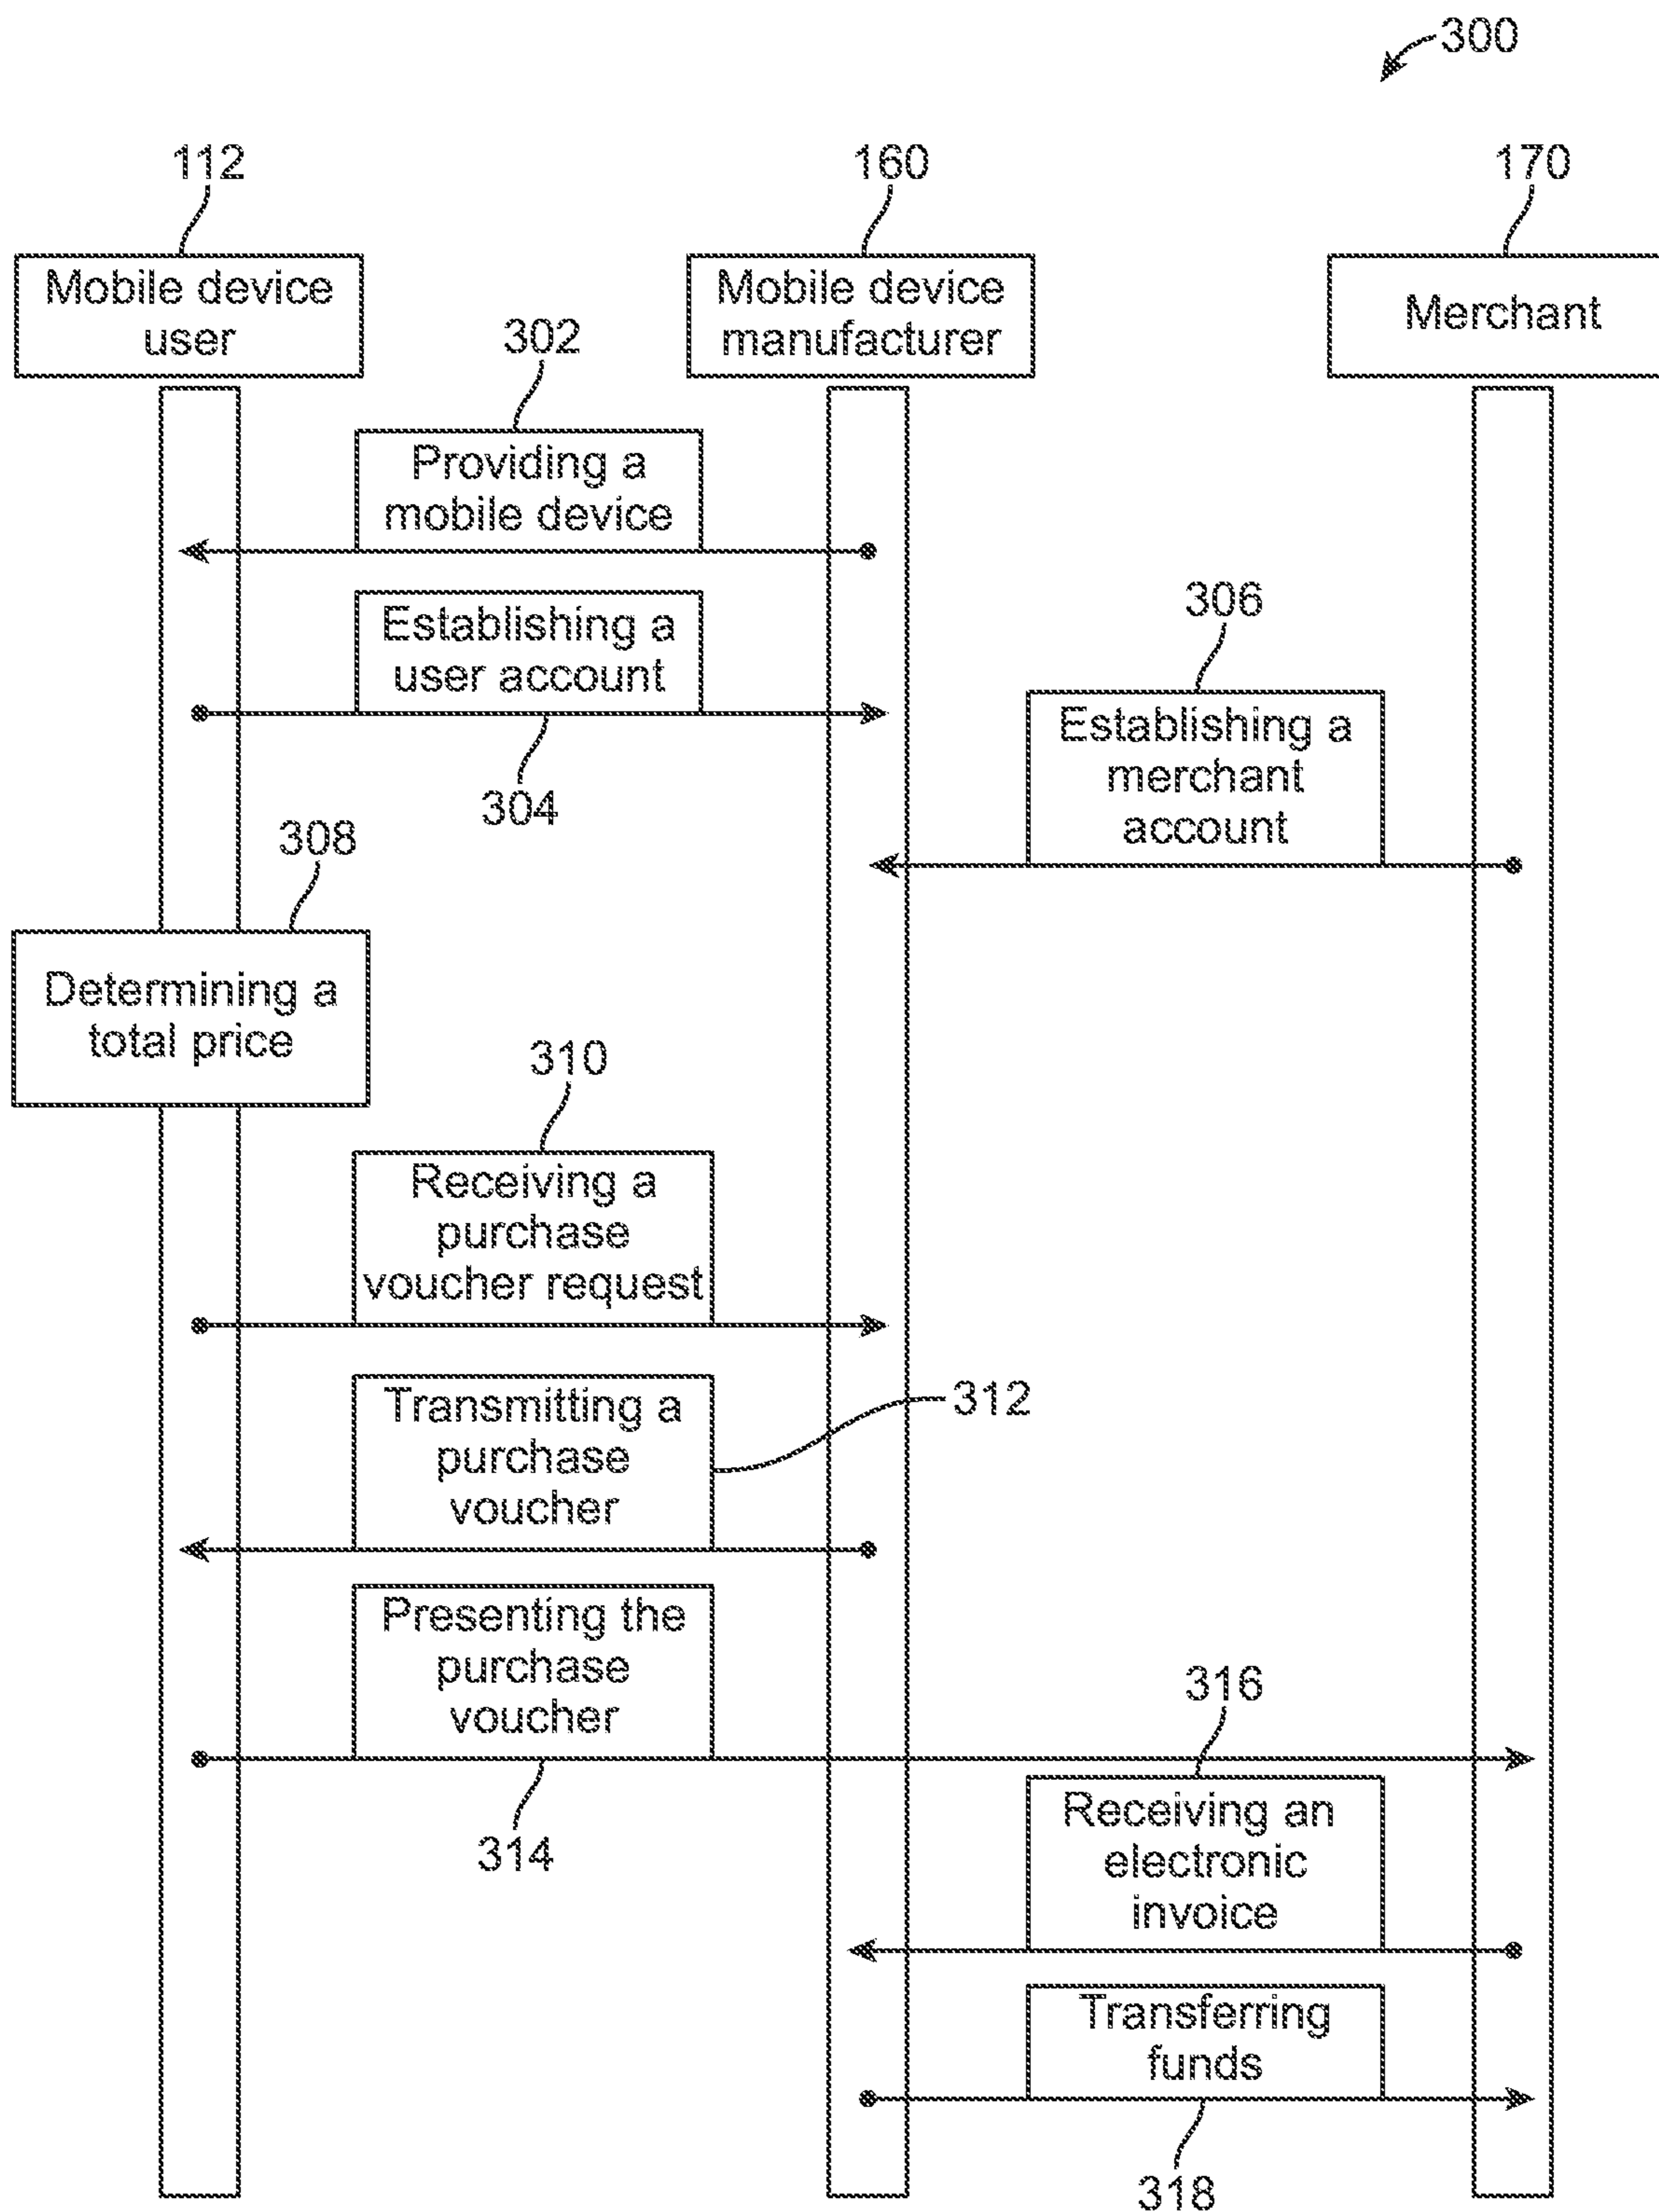 300
112
160
170
Mobile device
user
Mobile device
manufacturer
Merchant
302
Providing a
mobile device
Establishing a
user account
304
306
Establishing a
merchant
account
308
Determining a
total price
310
Receiving a
purchase
voucher request
Transmitting a
purchase
voucher
312
Presenting the
purchase
voucher
314
316
Receiving an
electronic
invoice
Transferring
funds
318